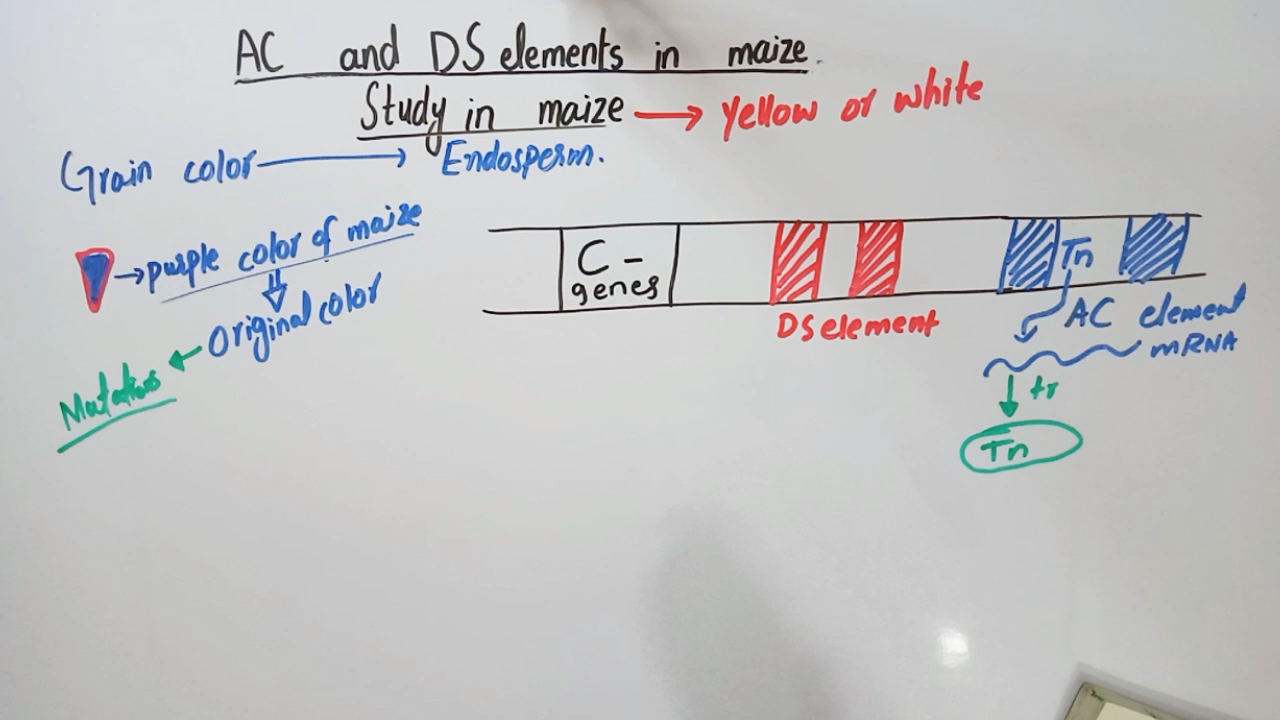 AC and DS elements in maize.
Study in maize → Yellow or white
Grain color → Endosperm.
→ purple color of maize
⇓
Original color
← Mutations
C-
genes
DS element
Tn
AC element
mRNA
↓ tr
Tn